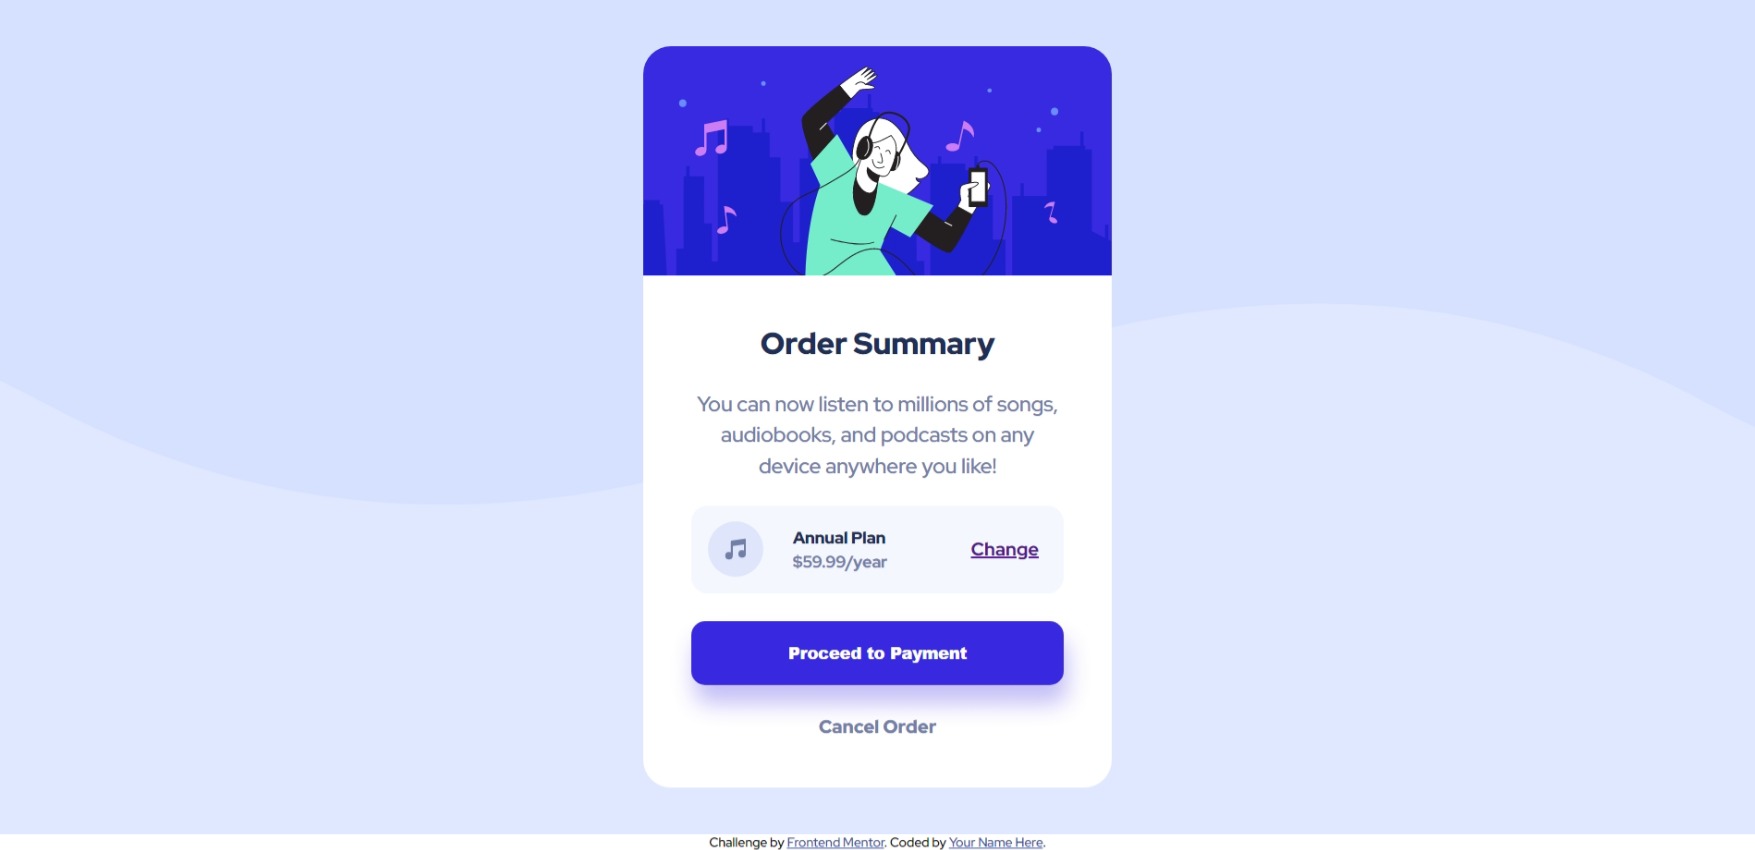 Order Summary
You can now listen to millions of songs,
audiobooks, and podcasts on any
device anywhere you like!
Annual Plan
$59.99/year
Change
Proceed to Payment
Cancel Order
Challenge by Frontend Mentor. Coded by Your Name Here.